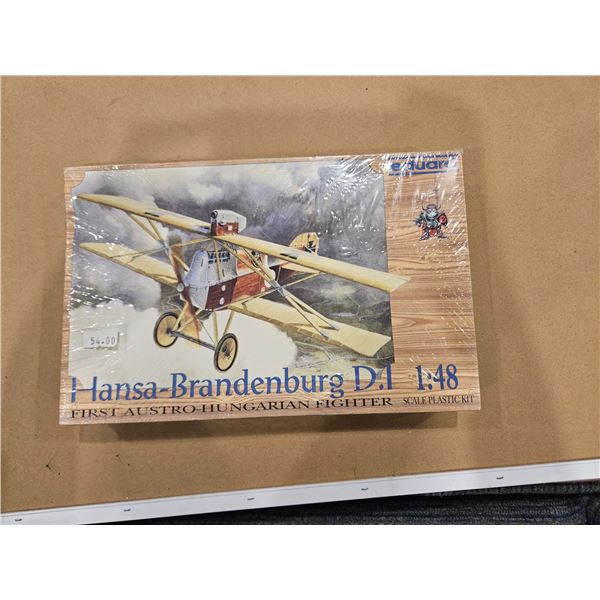 eduard
54.00
Hansa-Brandenburg D.I 1:48
FIRST AUSTRO-HUNGARIAN FIGHTER SCALE PLASTIC KIT